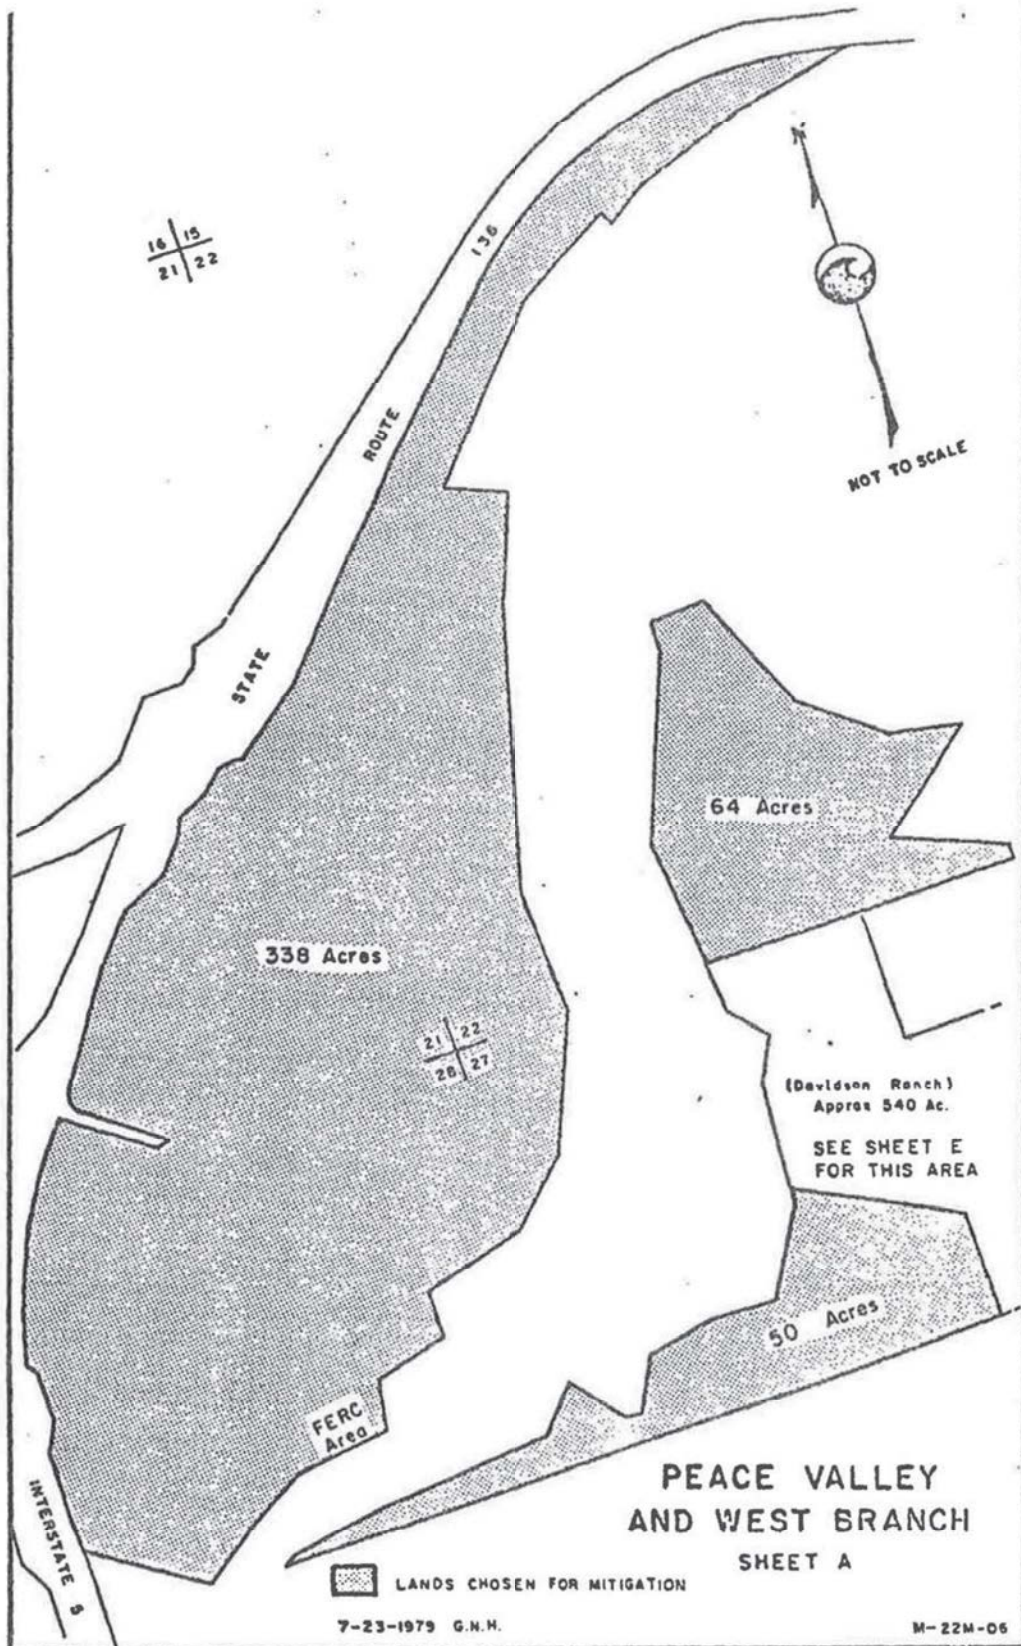 N
16 15
21 22
136
ROUTE
STATE
NOT TO SCALE
64 Acres
338 Acres
21 22
28 27
(Davidson Ranch)
Approx 540 Ac.
SEE SHEET E
FOR THIS AREA
50 Acres
FERC
Area
INTERSTATE 5
PEACE VALLEY
AND WEST BRANCH
SHEET A
LANDS CHOSEN FOR MITIGATION
7-23-1979 G.N.H.
M-22M-06